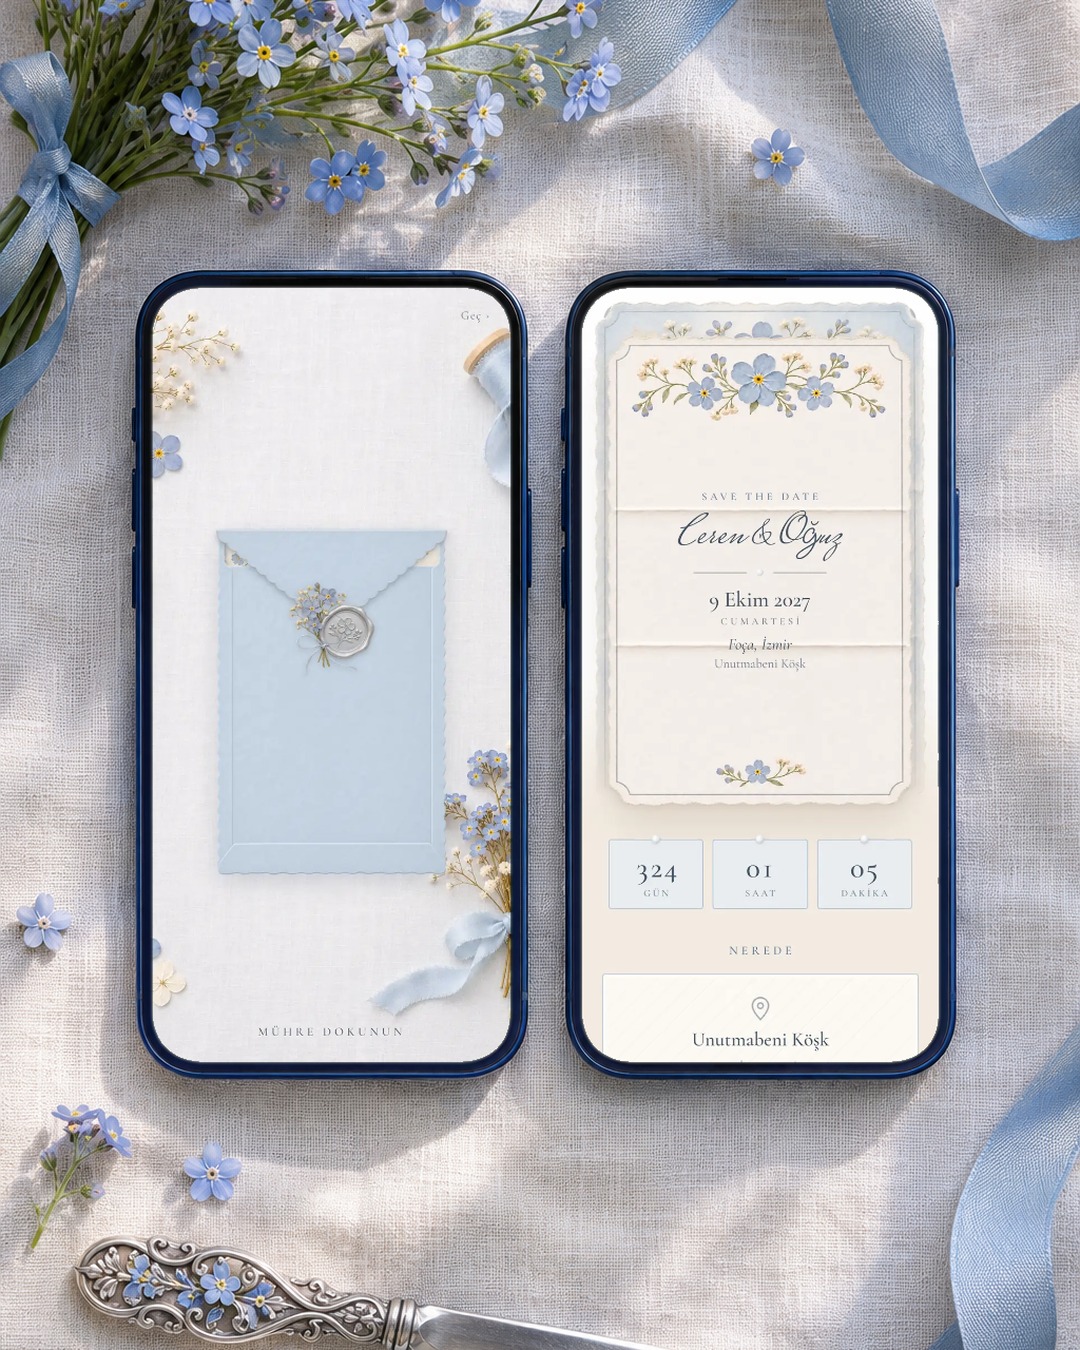 Geç
MÜHRE DOKUNUN
SAVE THE DATE
Ceren & Oğuz
9 Ekim 2027
CUMARTESİ
Foça, İzmir
Unutmabeni Köşk
324
GÜN
01
SAAT
05
DAKİKA
NEREDE
Unutmabeni Köşk